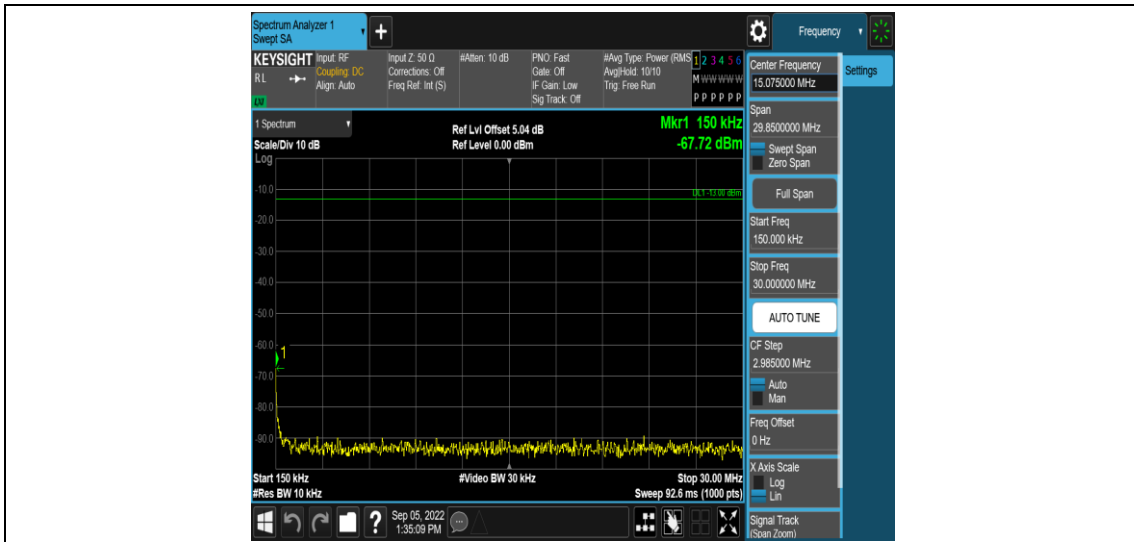 Spectrum Analyzer 1
Swept SA
+
Frequency
KEYSIGHT
RL
LXI
Input: RF
Coupling: DC
Align: Auto
Input Z: 50 Ω
Corrections: Off
Freq Ref: Int (S)
#Atten: 10 dB
PNO: Fast
Gate: Off
IF Gain: Low
Sig Track: Off
#Avg Type: Power (RMS
Avg|Hold: 10/10
Trig: Free Run
1 2 3 4 5 6
M W W W W W
P P P P P P
1 Spectrum
Scale/Div 10 dB
Log
Ref Lvl Offset 5.04 dB
Ref Level 0.00 dBm
Mkr1 150 kHz
-67.72 dBm
DL1 -13.00 dBm
-10.0
-20.0
-30.0
-40.0
-50.0
-60.0
1
-70.0
-80.0
-90.0
Start 150 kHz
#Res BW 10 kHz
#Video BW 30 kHz
Stop 30.00 MHz
Sweep 92.6 ms (1000 pts)
?
Sep 05, 2022
1:35:09 PM
Center Frequency
15.075000 MHz
Settings
Span
29.8500000 MHz
Swept Span
Zero Span
Full Span
Start Freq
150.000 kHz
Stop Freq
30.000000 MHz
AUTO TUNE
CF Step
2.985000 MHz
Auto
Man
Freq Offset
0 Hz
X Axis Scale
Log
Lin
Signal Track
(Span Zoom)